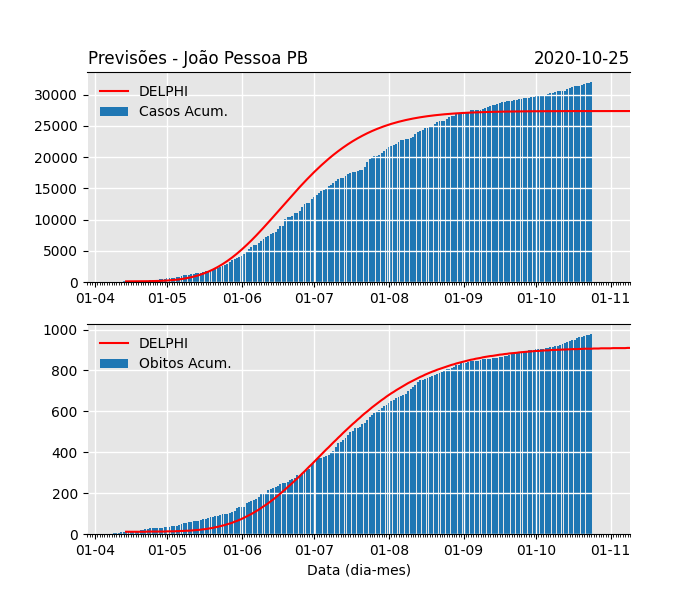 Previsões - João Pessoa PB 2020-10-25
DELPHI
Casos Acum.
30000
25000
20000
15000
10000
5000
0
01-04 01-05 01-06 01-07 01-08 01-09 01-10 01-11
DELPHI
Obitos Acum.
1000
800
600
400
200
0
01-04 01-05 01-06 01-07 01-08 01-09 01-10 01-11
Data (dia-mes)